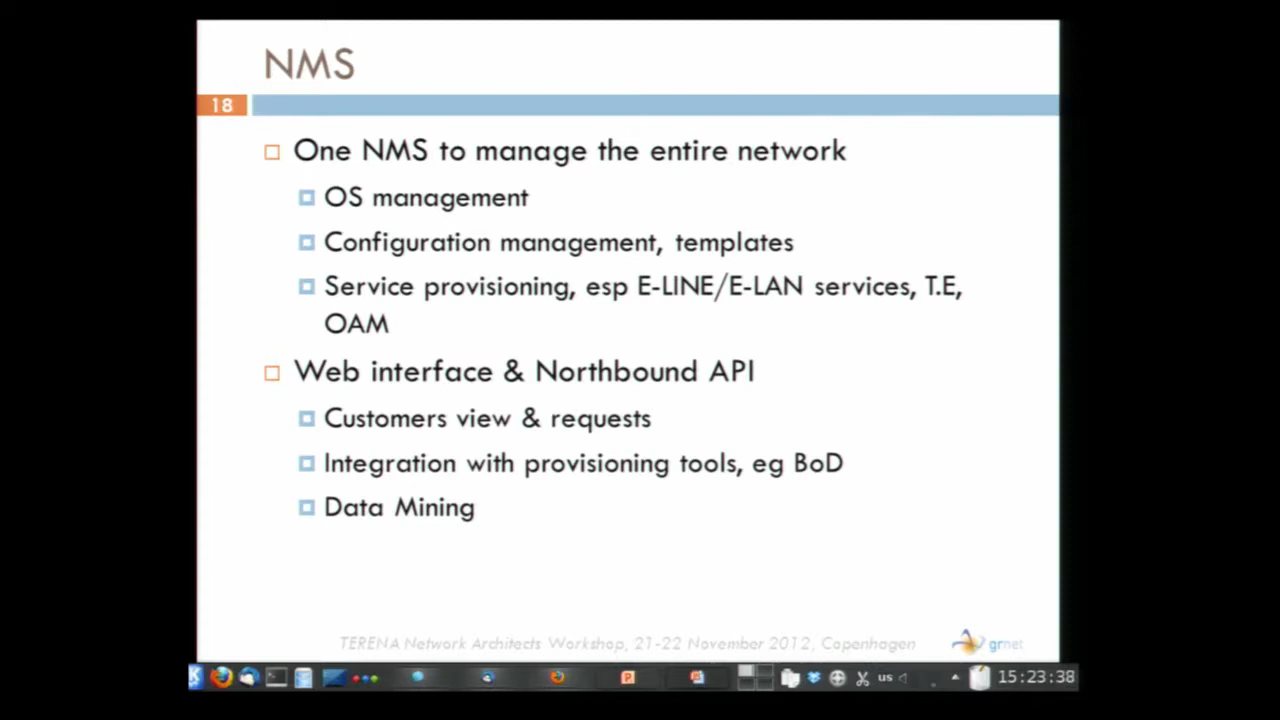 NMS
18
One NMS to manage the entire network
OS management
Configuration management, templates
Service provisioning, esp E-LINE/E-LAN services, T.E,
OAM
Web interface & Northbound API
Customers view & requests
Integration with provisioning tools, eg BoD
Data Mining
TERENA Network Architects Workshop, 21-22 November 2012, Copenhagen
grnet
us
15:23:38